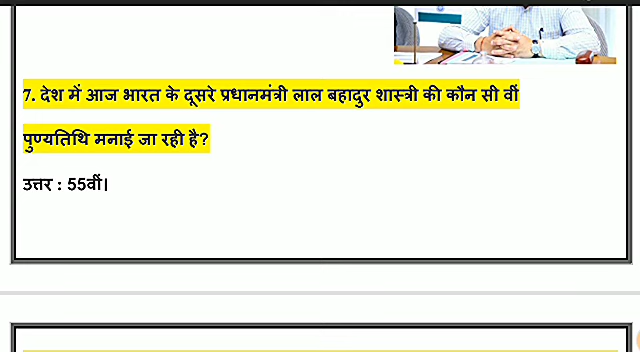 7. देश में आज भारत के दूसरे प्रधानमंत्री लाल बहादुर शास्त्री की कौन सी वीं
पुण्यतिथि मनाई जा रही है?
उत्तर : 55वीं।